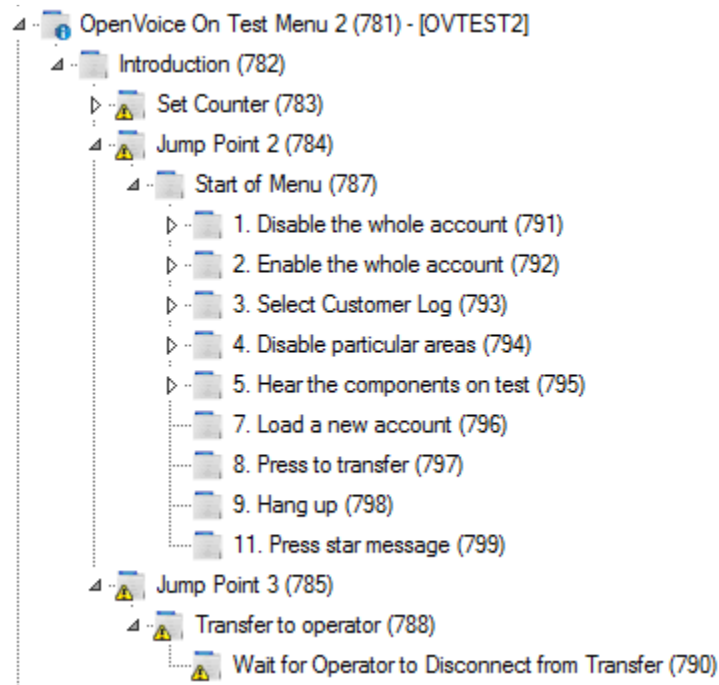 OpenVoice On Test Menu 2 (781) - [OVTEST2]
Introduction (782)
Set Counter (783)
Jump Point 2 (784)
Start of Menu (787)
1. Disable the whole account (791)
2. Enable the whole account (792)
3. Select Customer Log (793)
4. Disable particular areas (794)
5. Hear the components on test (795)
7. Load a new account (796)
8. Press to transfer (797)
9. Hang up (798)
11. Press star message (799)
Jump Point 3 (785)
Transfer to operator (788)
Wait for Operator to Disconnect from Transfer (790)